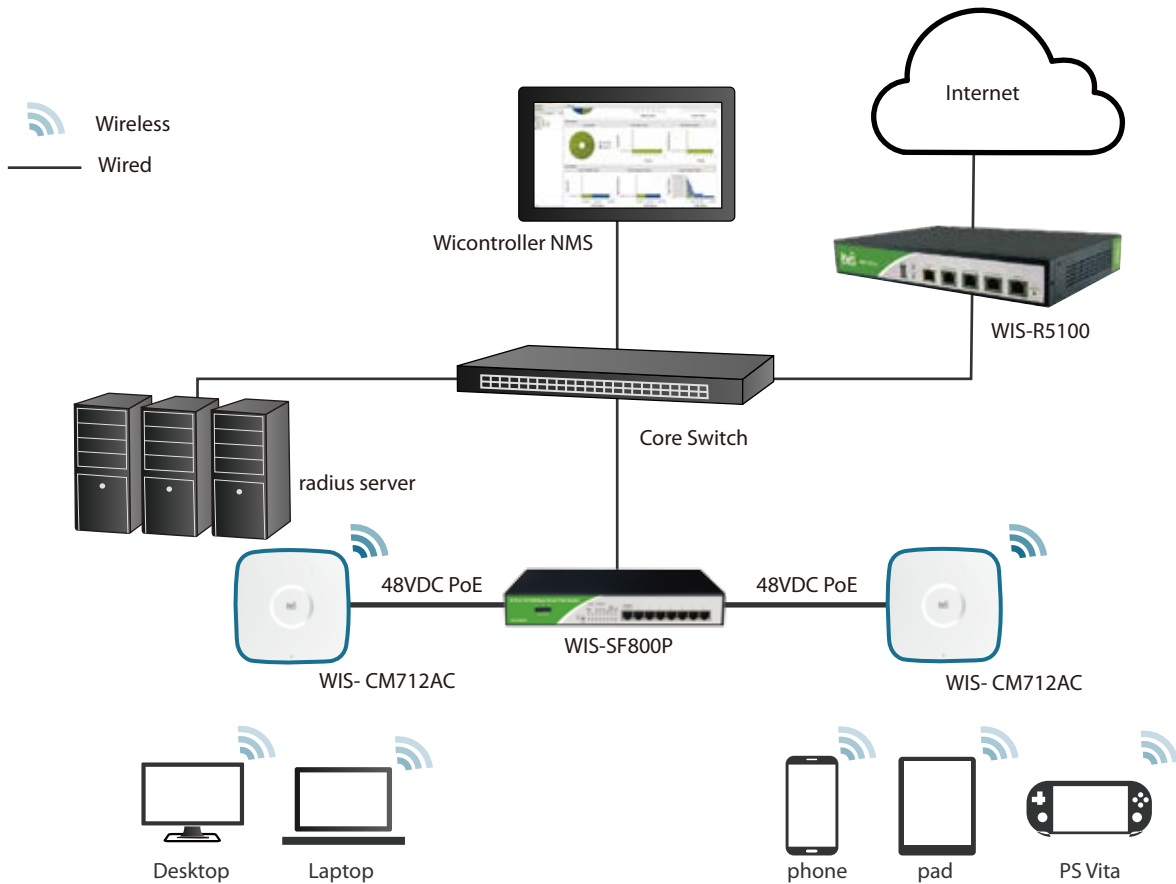 Internet
Wireless
Wired
Wicontroller NMS
WIS-R5100
Core Switch
radius server
48VDC PoE
48VDC PoE
WIS-SF800P
WIS- CM712AC
WIS- CM712AC
Desktop
Laptop
phone
pad
PS Vita